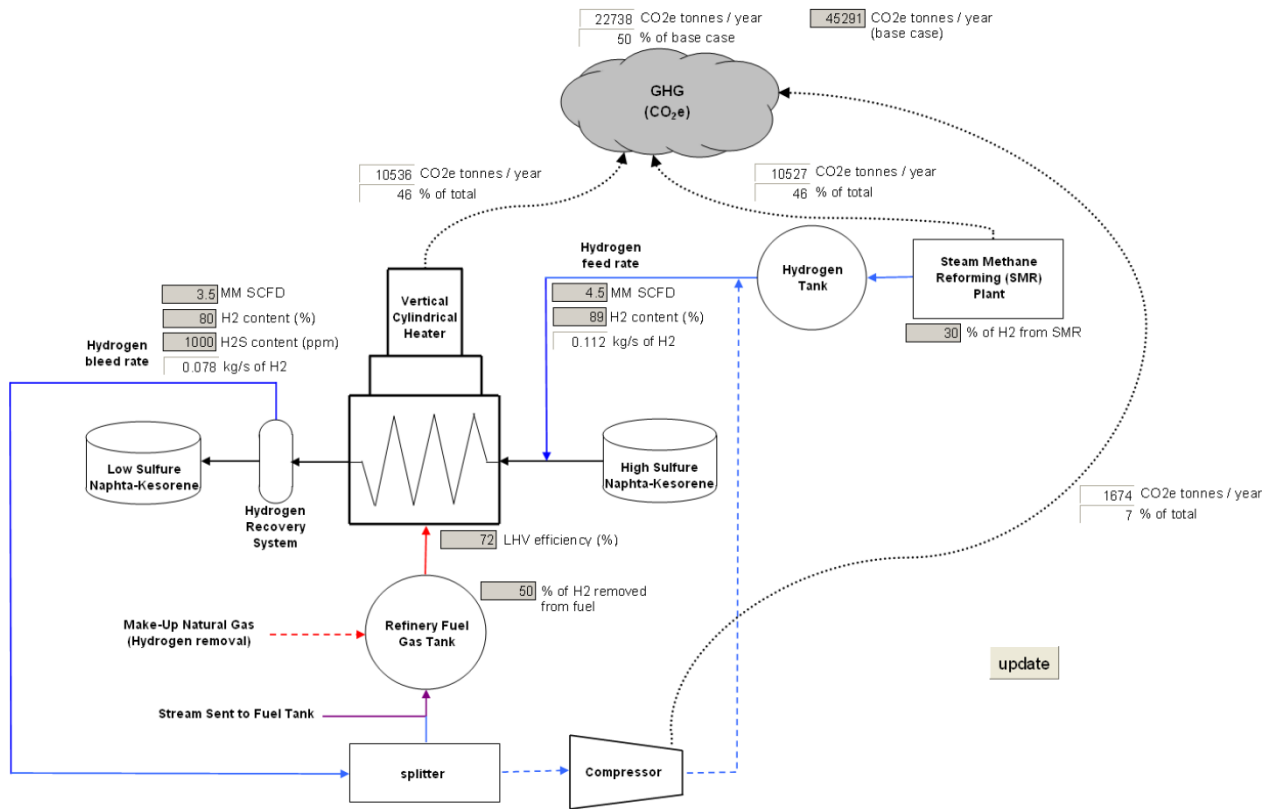 22738 CO2e tonnes / year
50 % of base case
45291 CO2e tonnes / year
(base case)
GHG
(CO₂e)
10536 CO2e tonnes / year
46 % of total
10527 CO2e tonnes / year
46 % of total
Hydrogen
feed rate
Hydrogen
Tank
Steam Methane
Reforming (SMR)
Plant
30 % of H2 from SMR
Vertical
Cylindrical
Heater
4.5 MM SCFD
89 H2 content (%)
0.112 kg/s of H2
3.5 MM SCFD
80 H2 content (%)
1000 H2S content (ppm)
0.078 kg/s of H2
Hydrogen
bleed rate
Low Sulfure
Naphta-Kesorene
Hydrogen
Recovery
System
High Sulfure
Naphta-Kesorene
1674 CO2e tonnes / year
7 % of total
72 LHV efficiency (%)
50 % of H2 removed
from fuel
Make-Up Natural Gas
(Hydrogen removal)
Refinery Fuel
Gas Tank
update
Stream Sent to Fuel Tank
splitter
Compressor